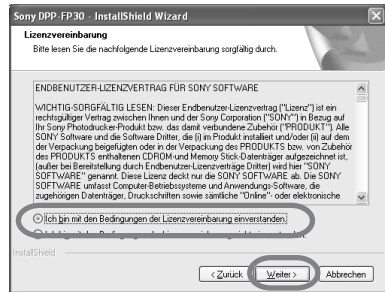 Sony DPP-FP30 - InstallShield Wizard
Lizenzvereinbarung
Bitte lesen Sie die nachfolgende Lizenzvereinbarung sorgfältig durch.
ENDBENUTZER-LIZENZVERTRAG FÜR SONY SOFTWARE
WICHTIG-SORGFÄLTIG LESEN: Dieser Endbenutzer-Lizenzvertrag ("Lizenz") ist ein
rechtsgültiger Vertrag zwischen Ihnen und der Sony Corporation ("SONY") in Bezug auf
Ihr Sony Photodrucker-Produkt bzw. das damit verbundene Zubehör ("PRODUKT"). Alle
SONY Software und die Software Dritter, die (i) im Produkt installiert und/oder (ii) auf dem
der Verpackung beigefügten oder in der Verpackung des PRODUKTS bzw. von Zubehör
des PRODUKTS enthaltenen CDROM-und Memory Stick-Datenträger aufgezeichnet ist,
(außer bei Bereitstellung durch Endbenutzer-Lizenzverträge Dritter) wird hier "SONY
SOFTWARE" genannt. Diese Lizenz deckt nur die SONY SOFTWARE ab. Die SONY
SOFTWARE umfasst Computer-Betriebssysteme und Anwendungs-Software, die
zugehörigen Datenträger, Druckschriften sowie sämtliche "Online"- oder elektronische
Ich bin mit den Bedingungen der Lizenzvereinbarung einverstanden.
InstallShield
< Zurück Weiter > Abbrechen